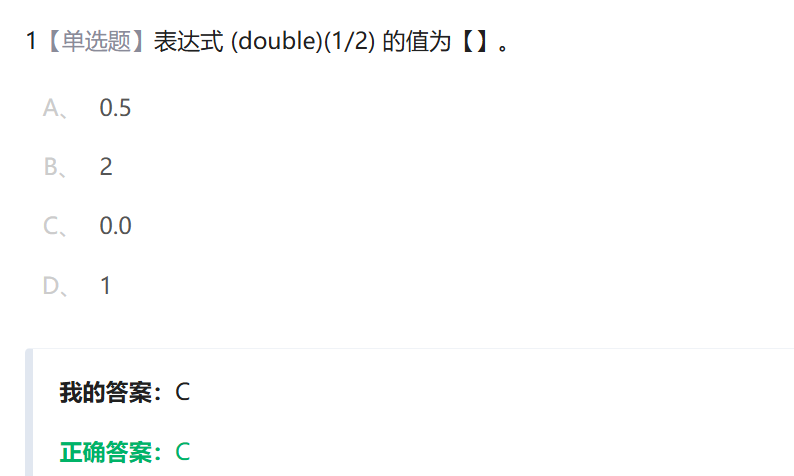 1【单选题】表达式 (double)(1/2) 的值为【 】。
A、 0.5
B、 2
C、 0.0
D、 1
我的答案：C
正确答案：C